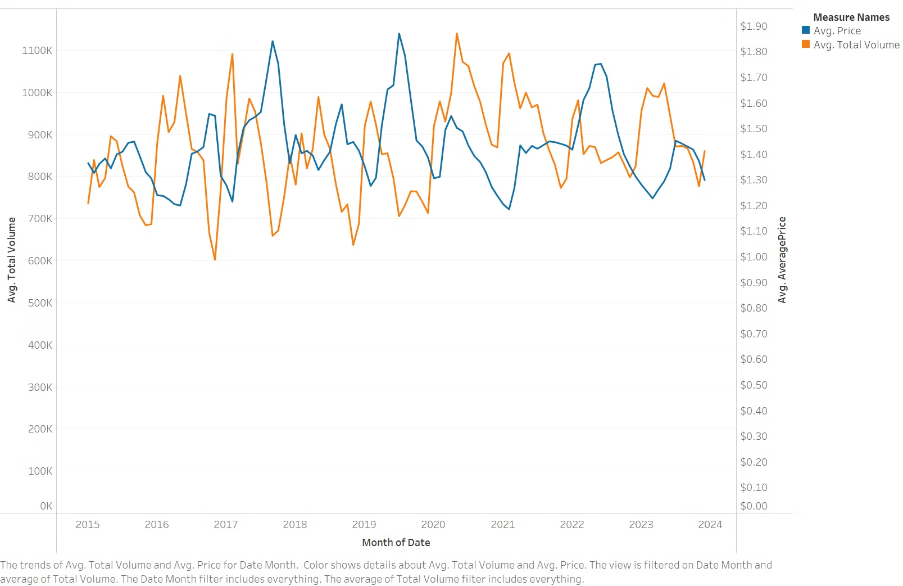 Measure Names
Avg. Price
Avg. Total Volume
1100K
1000K
900K
800K
700K
600K
500K
400K
300K
200K
100K
0K
Avg. Total Volume
$1.90
$1.80
$1.70
$1.60
$1.50
$1.40
$1.30
$1.20
$1.10
$1.00
$0.90
$0.80
$0.70
$0.60
$0.50
$0.40
$0.30
$0.20
$0.10
$0.00
Avg. AveragePrice
2015 2016 2017 2018 2019 2020 2021 2022 2023 2024
Month of Date
The trends of Avg. Total Volume and Avg. Price for Date Month. Color shows details about Avg. Total Volume and Avg. Price. The view is filtered on Date Month and
average of Total Volume. The Date Month filter includes everything. The average of Total Volume filter includes everything.